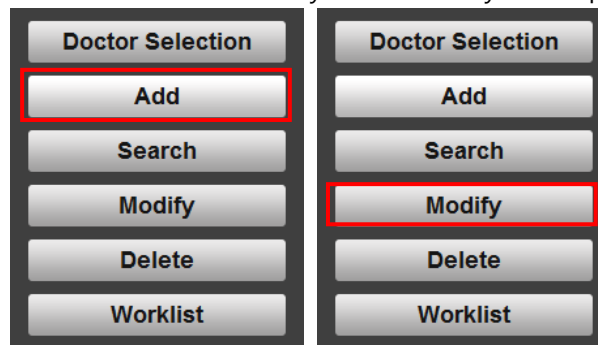 Doctor Selection
Add
Search
Modify
Delete
Worklist
Doctor Selection
Add
Search
Modify
Delete
Worklist